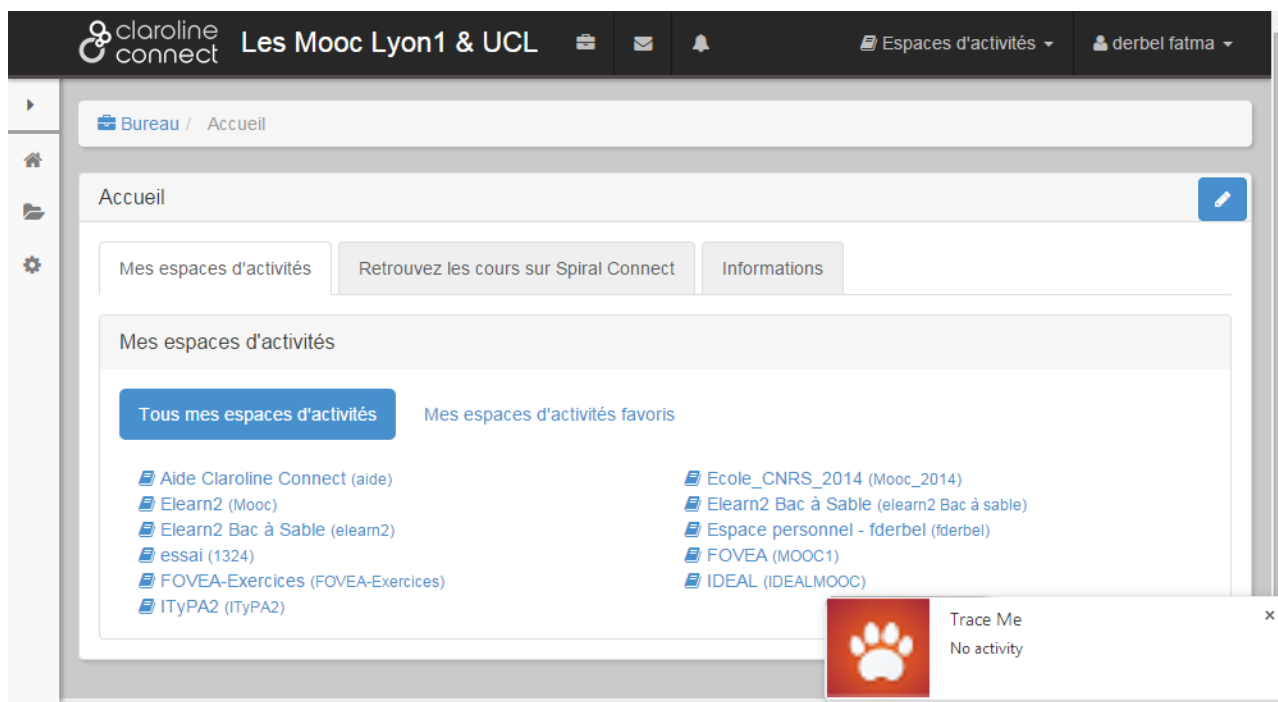 claroline connect Les Mooc Lyon1 & UCL Espaces d'activités derbel fatma
Bureau / Accueil
Accueil
Mes espaces d'activités Retrouvez les cours sur Spiral Connect Informations
Mes espaces d'activités
Tous mes espaces d'activités Mes espaces d'activités favoris
Aide Claroline Connect (aide) Ecole_CNRS_2014 (Mooc_2014)
Elearn2 (Mooc) Elearn2 Bac à Sable (elearn2 Bac à sable)
Elearn2 Bac à Sable (elearn2) Espace personnel - fderbel (fderbel)
essai (1324) FOVEA (MOOC1)
FOVEA-Exercices (FOVEA-Exercices) IDEAL (IDEALMOOC)
ITyPA2 (ITyPA2)
Trace Me
No activity